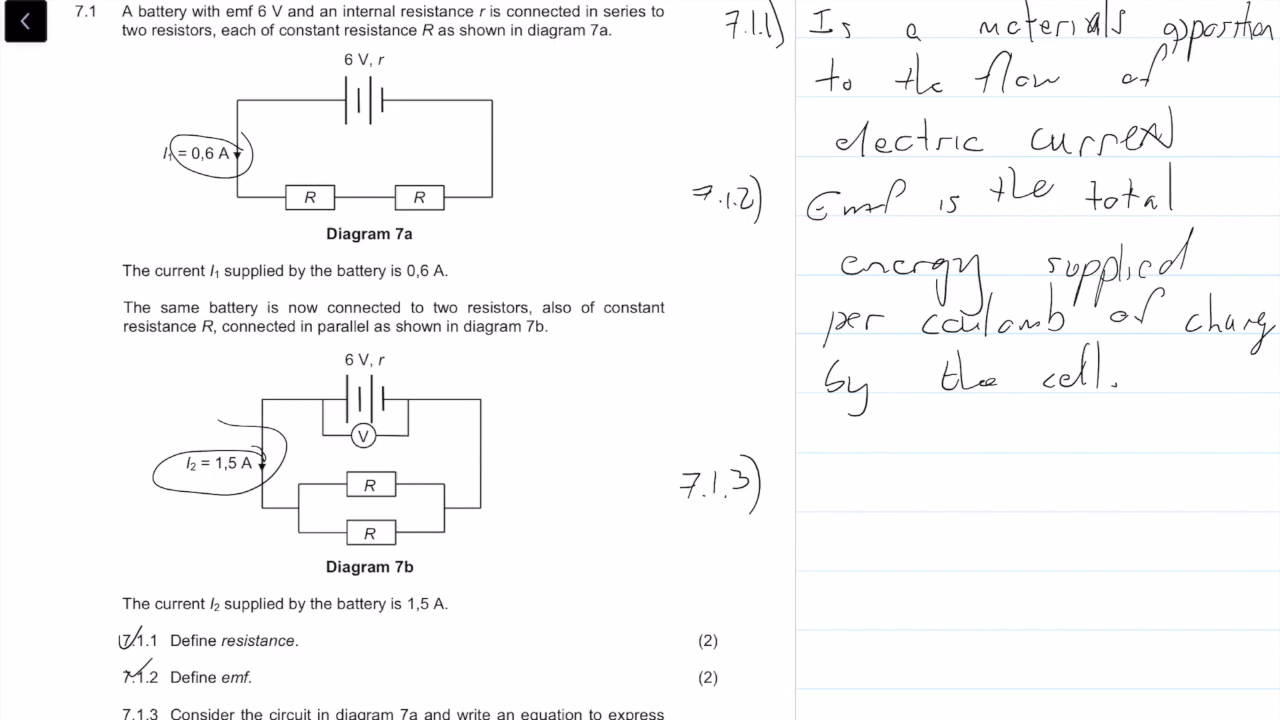 7.1 A battery with emf 6 V and an internal resistance r is connected in series to
two resistors, each of constant resistance R as shown in diagram 7a.
6 V, r
I₁ = 0,6 A
R R
Diagram 7a
The current I₁ supplied by the battery is 0,6 A.
The same battery is now connected to two resistors, also of constant
resistance R, connected in parallel as shown in diagram 7b.
6 V, r
V
I₂ = 1,5 A
R
R
Diagram 7b
The current I₂ supplied by the battery is 1,5 A.
7.1.1 Define resistance. (2)
7.1.2 Define emf. (2)
7.1.3 Consider the circuit in diagram 7a and write an equation to express
7.1.1) Is a materials opposition
to the flow of
electric current
7.1.2) Emf is the total
energy supplied
per coulomb of charg
by the cell.
7.1.3)